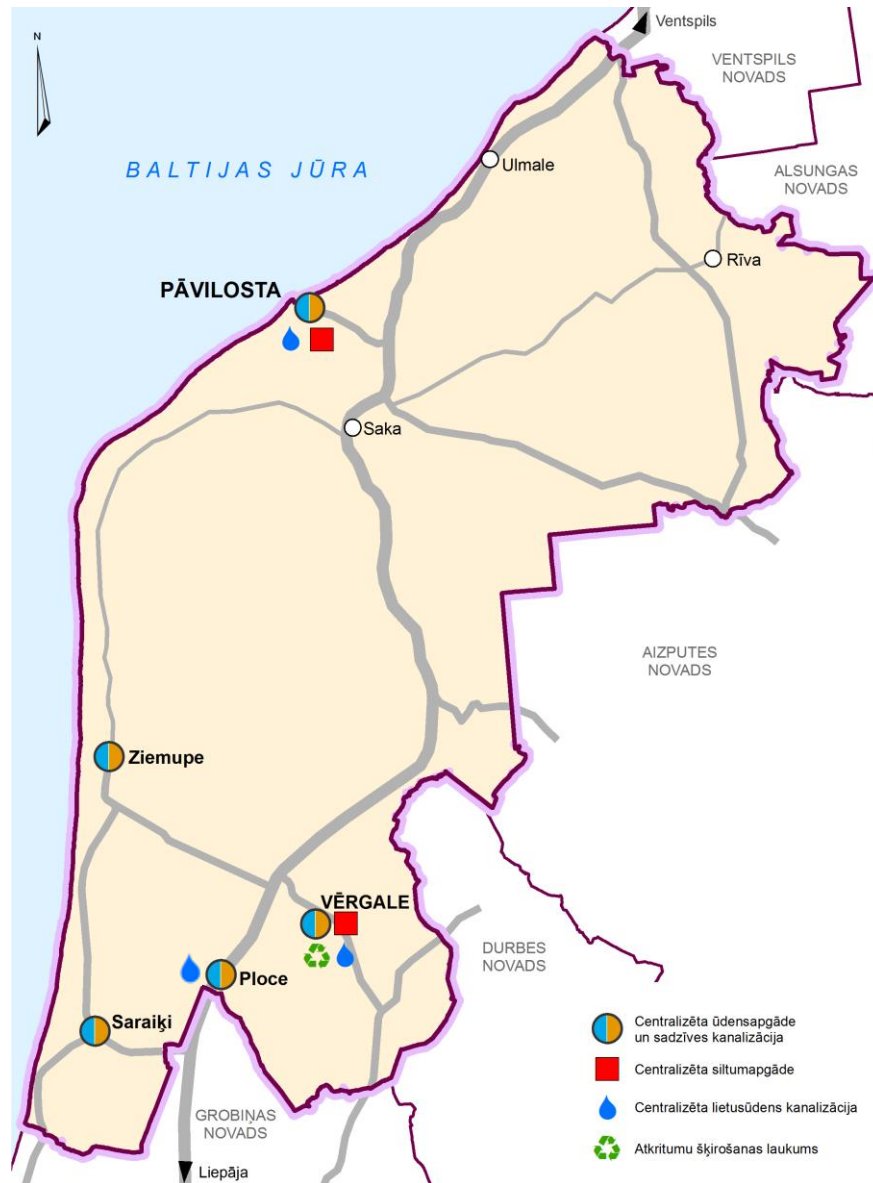 Ventspils
N
VENTSPILS
NOVADS
BALTIJAS JŪRA
Ulmale
ALSUNGAS
NOVADS
Rīva
PĀVILOSTA
Saka
AIZPUTES
NOVADS
Ziemupe
VĒRGALE
DURBES
NOVADS
Ploce
Saraiķi
Centralizēta ūdensapgāde
un sadzīves kanalizācija
Centralizēta siltumapgāde
Centralizēta lietusūdens kanalizācija
Atkritumu šķirošanas laukums
GROBIŅAS
NOVADS
Liepāja